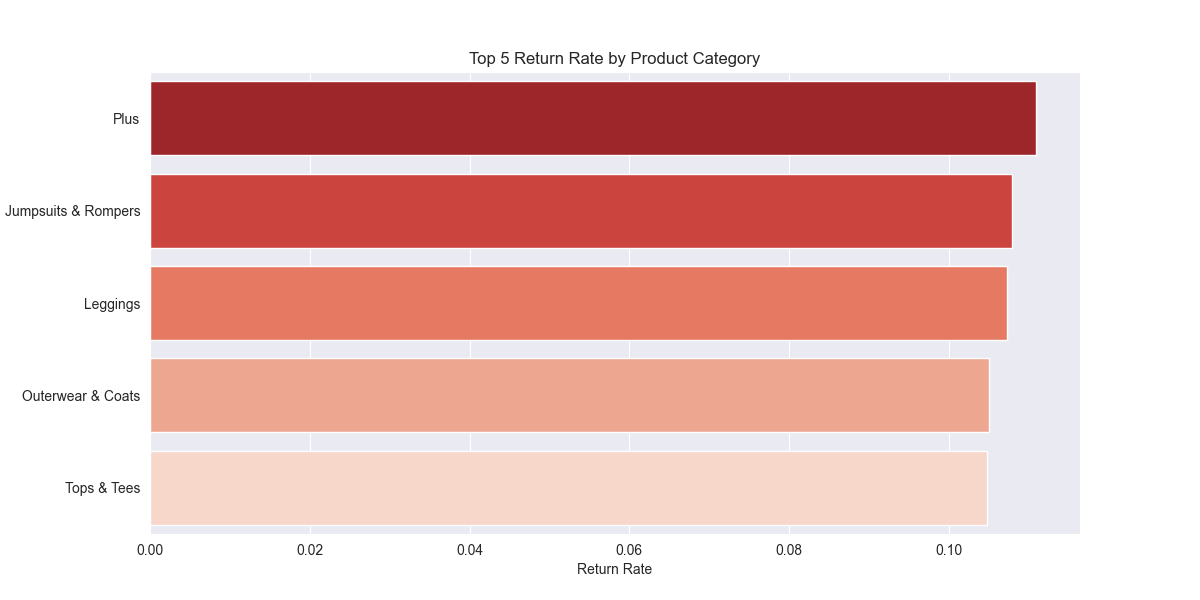 Top 5 Return Rate by Product Category
Plus
Jumpsuits & Rompers
Leggings
Outerwear & Coats
Tops & Tees
0.00 0.02 0.04 0.06 0.08 0.10
Return Rate